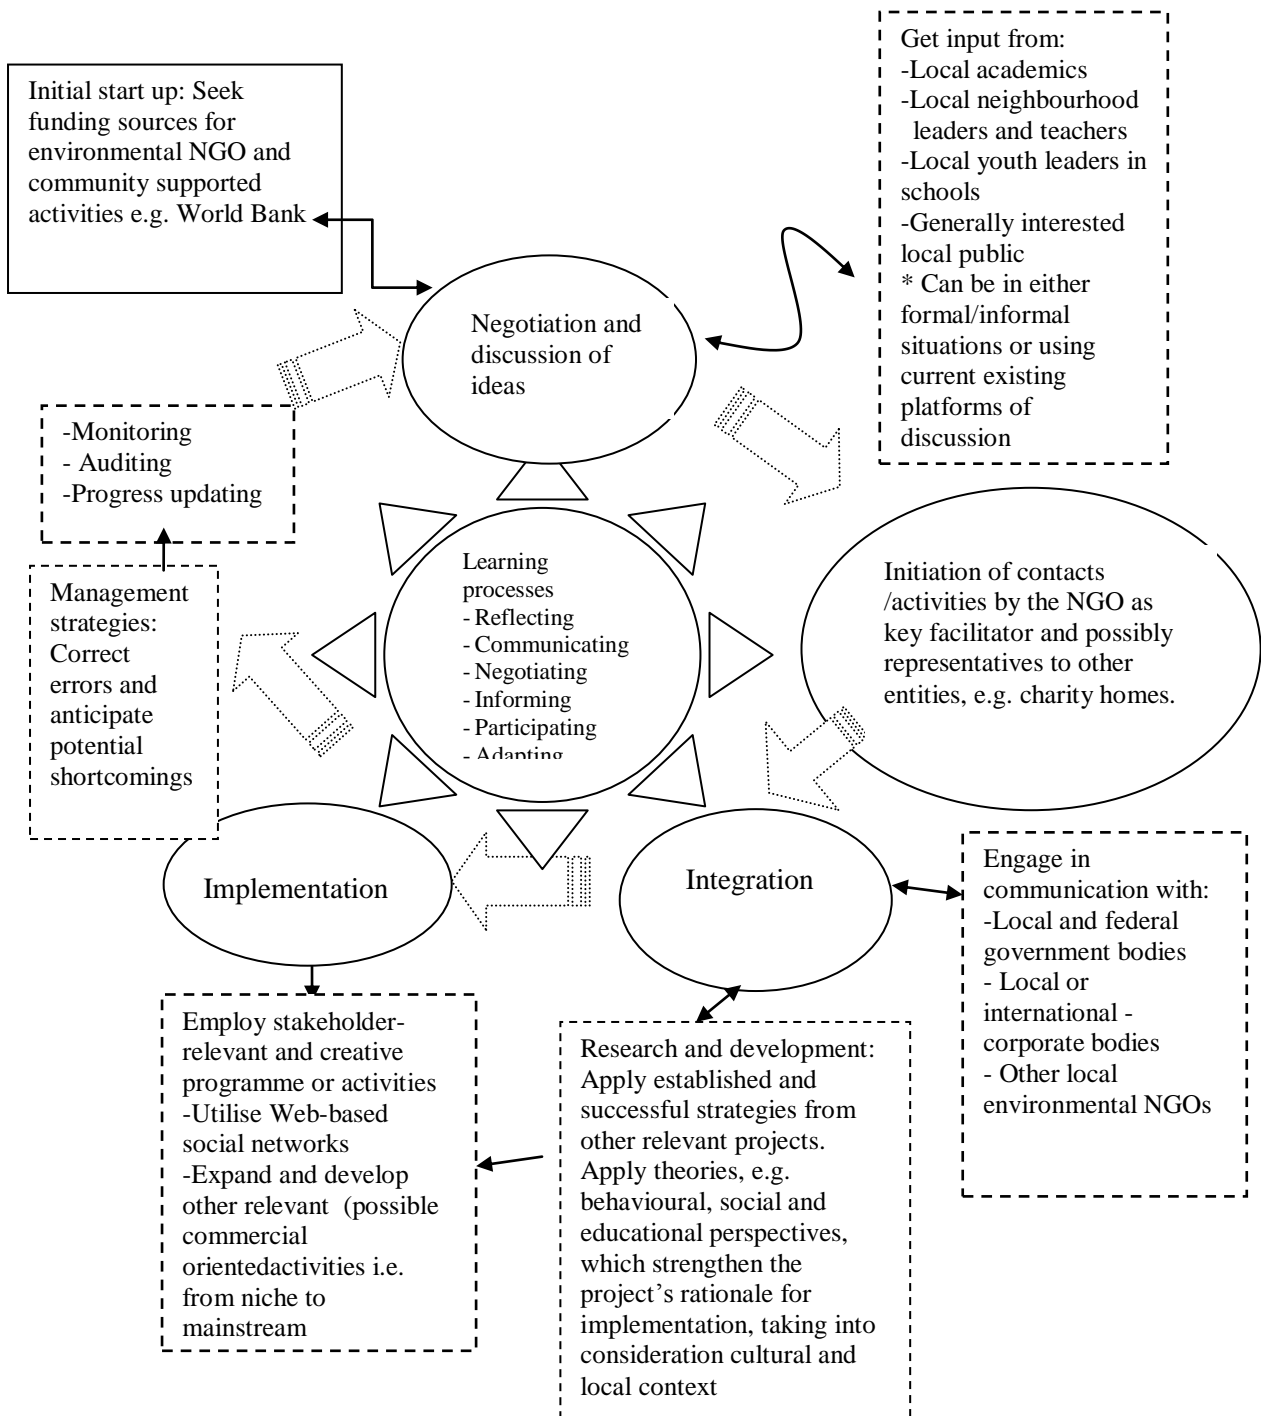 Initial start up: Seek
funding sources for
environmental NGO and
community supported
activities e.g. World Bank
Get input from:
-Local academics
-Local neighbourhood
leaders and teachers
-Local youth leaders in
schools
-Generally interested
local public
* Can be in either
formal/informal
situations or using
current existing
platforms of
discussion
Negotiation and
discussion of
ideas
-Monitoring
- Auditing
-Progress updating
Management
strategies:
Correct
errors and
anticipate
potential
shortcomings
Learning
processes
- Reflecting
- Communicating
- Negotiating
- Informing
- Participating
- Adapting
Initiation of contacts
/activities by the NGO as
key facilitator and possibly
representatives to other
entities, e.g. charity homes.
Implementation
Integration
Engage in
communication with:
-Local and federal
government bodies
- Local or
international -
corporate bodies
- Other local
environmental NGOs
Employ stakeholder-
relevant and creative
programme or activities
-Utilise Web-based
social networks
-Expand and develop
other relevant (possible
commercial
orientedactivities i.e.
from niche to
mainstream
Research and development:
Apply established and
successful strategies from
other relevant projects.
Apply theories, e.g.
behavioural, social and
educational perspectives,
which strengthen the
project’s rationale for
implementation, taking into
consideration cultural and
local context